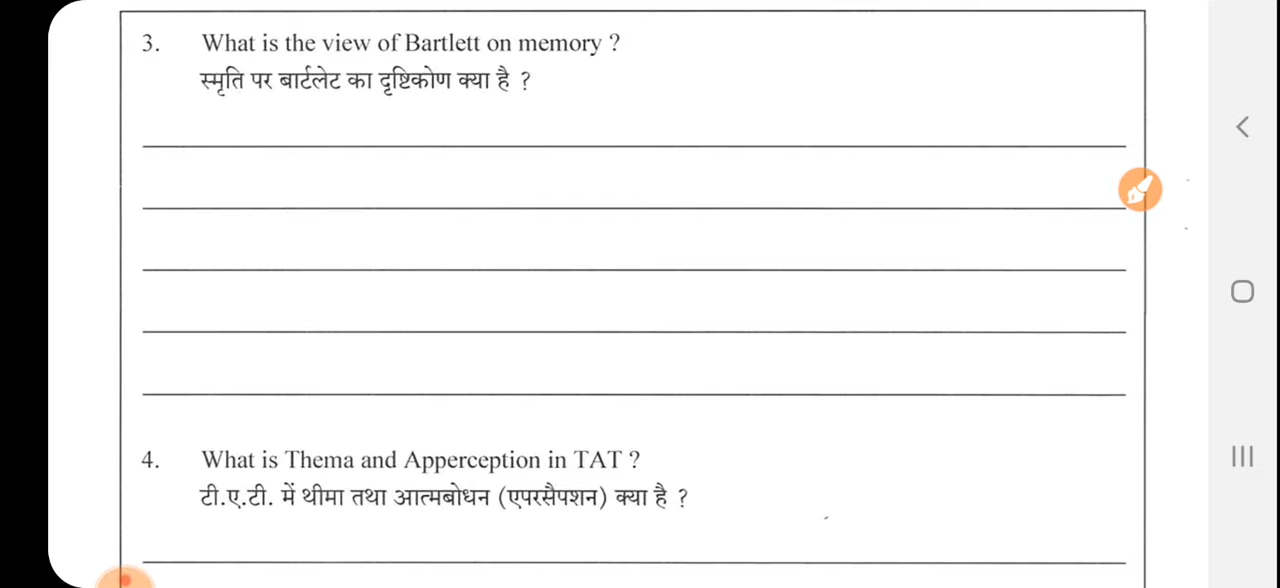 3. What is the view of Bartlett on memory ?
स्मृति पर बार्टलेट का दृष्टिकोण क्या है ?
4. What is Thema and Apperception in TAT ?
टी.ए.टी. में थीमा तथा आत्मबोधन (एपरसैपशन) क्या है ?